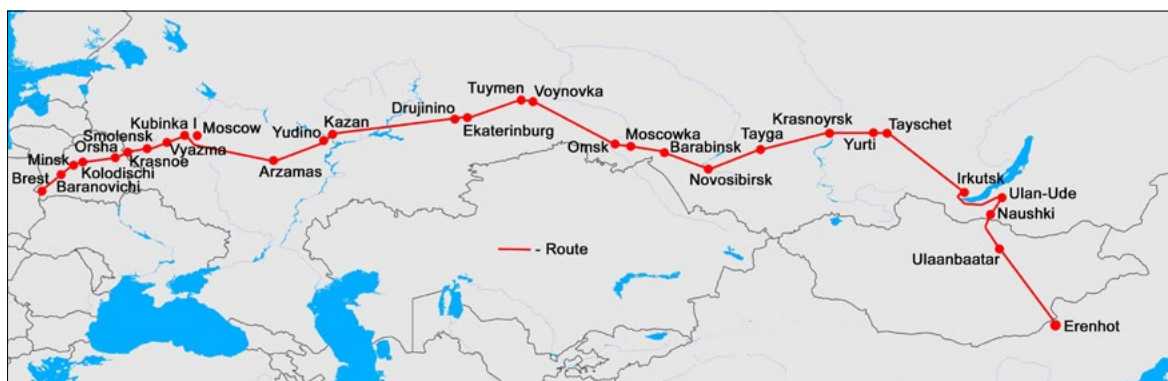 Brest
Baranovichi
Minsk
Kolodischi
Orsha
Krasnoe
Smolensk
Vyazma
Kubinka I
Moscow
Arzamas
Yudino
Kazan
Drujinino
Ekaterinburg
Tuymen
Voynovka
Omsk
Moscowka
Barabinsk
Novosibirsk
Tayga
Krasnoyrsk
Yurti
Tayschet
Irkutsk
Ulan-Ude
Naushki
Ulaanbaatar
Erenhot
- Route